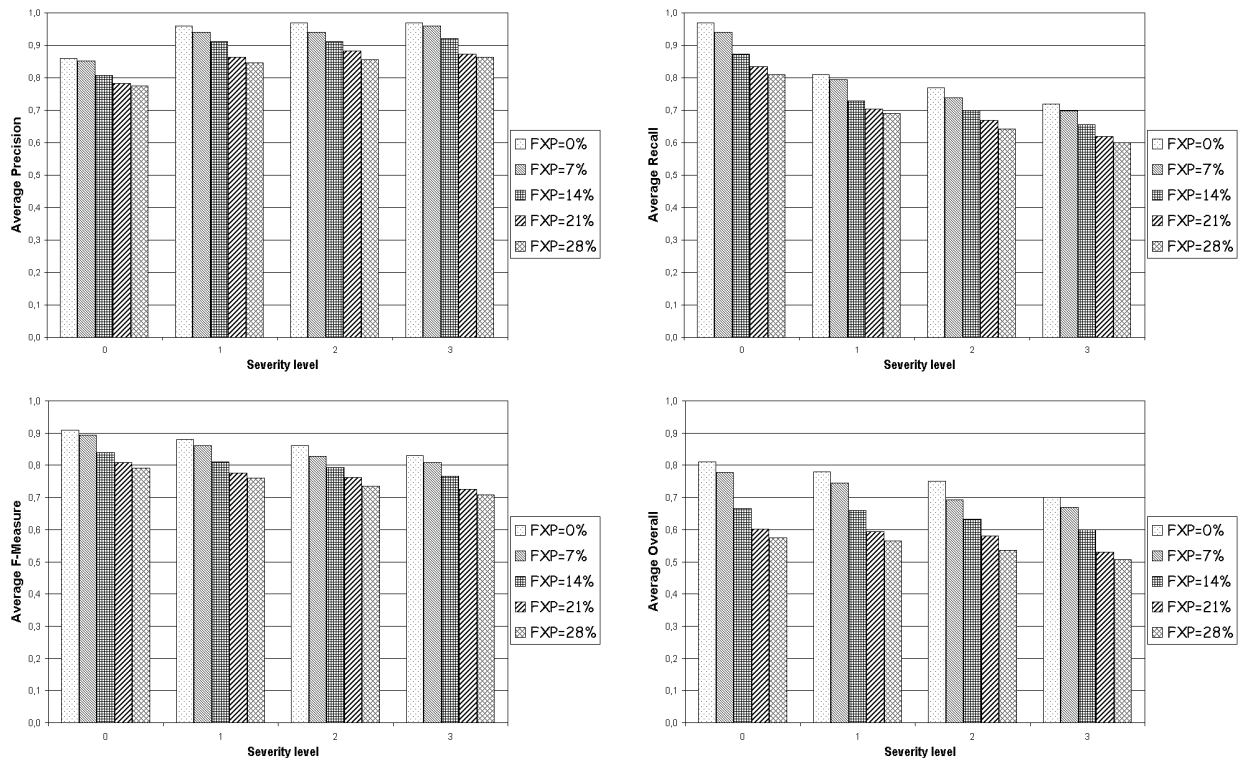 Average Precision
1,0
0,9
0,8
0,7
0,6
0,5
0,4
0,3
0,2
0,1
0,0
0 1 2 3
Severity level
FXP=0%
FXP=7%
FXP=14%
FXP=21%
FXP=28%
Average Recall
1,0
0,9
0,8
0,7
0,6
0,5
0,4
0,3
0,2
0,1
0,0
0 1 2 3
Severity level
FXP=0%
FXP=7%
FXP=14%
FXP=21%
FXP=28%
Average F-Measure
1,0
0,9
0,8
0,7
0,6
0,5
0,4
0,3
0,2
0,1
0,0
0 1 2 3
Severity level
FXP=0%
FXP=7%
FXP=14%
FXP=21%
FXP=28%
Average Overall
1,0
0,9
0,8
0,7
0,6
0,5
0,4
0,3
0,2
0,1
0,0
0 1 2 3
Severity level
FXP=0%
FXP=7%
FXP=14%
FXP=21%
FXP=28%